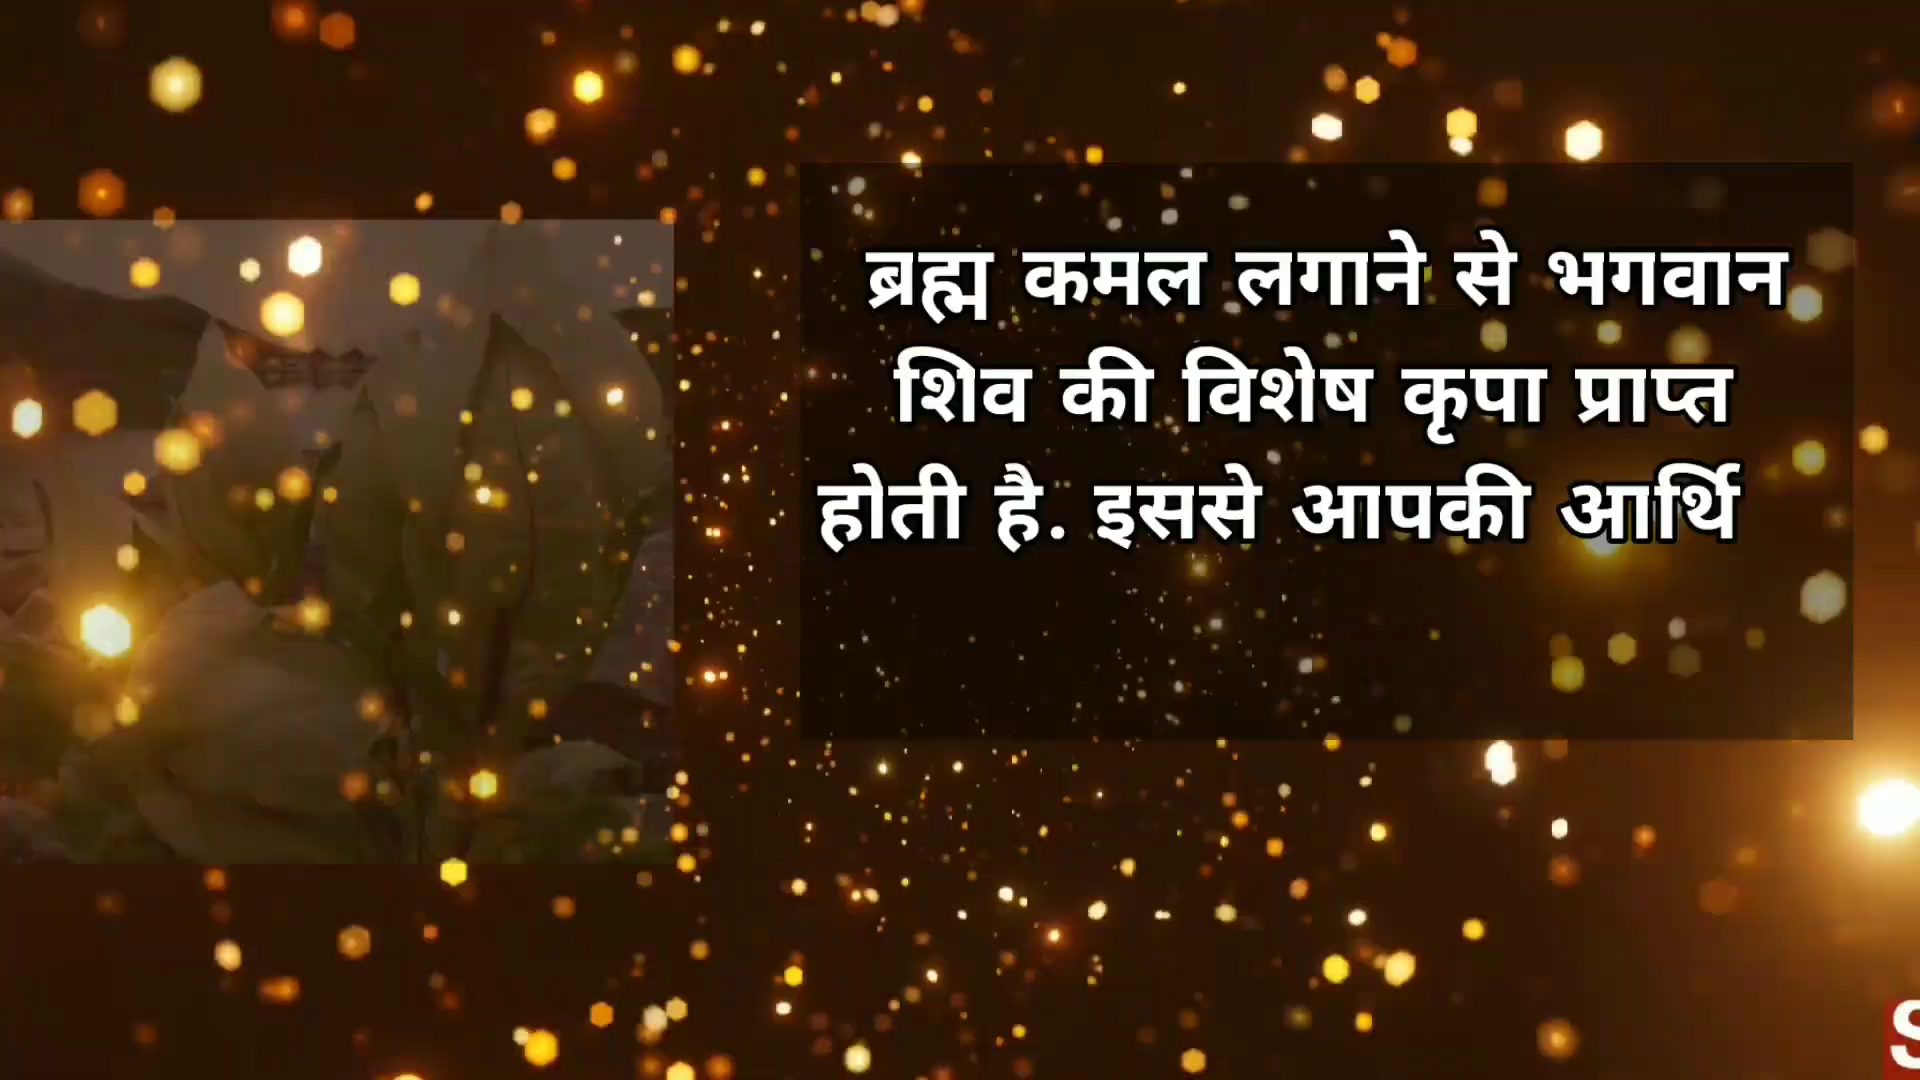 ब्रह्म कमल लगाने से भगवान
शिव की विशेष कृपा प्राप्त
होती है. इससे आपकी आर्थि
S